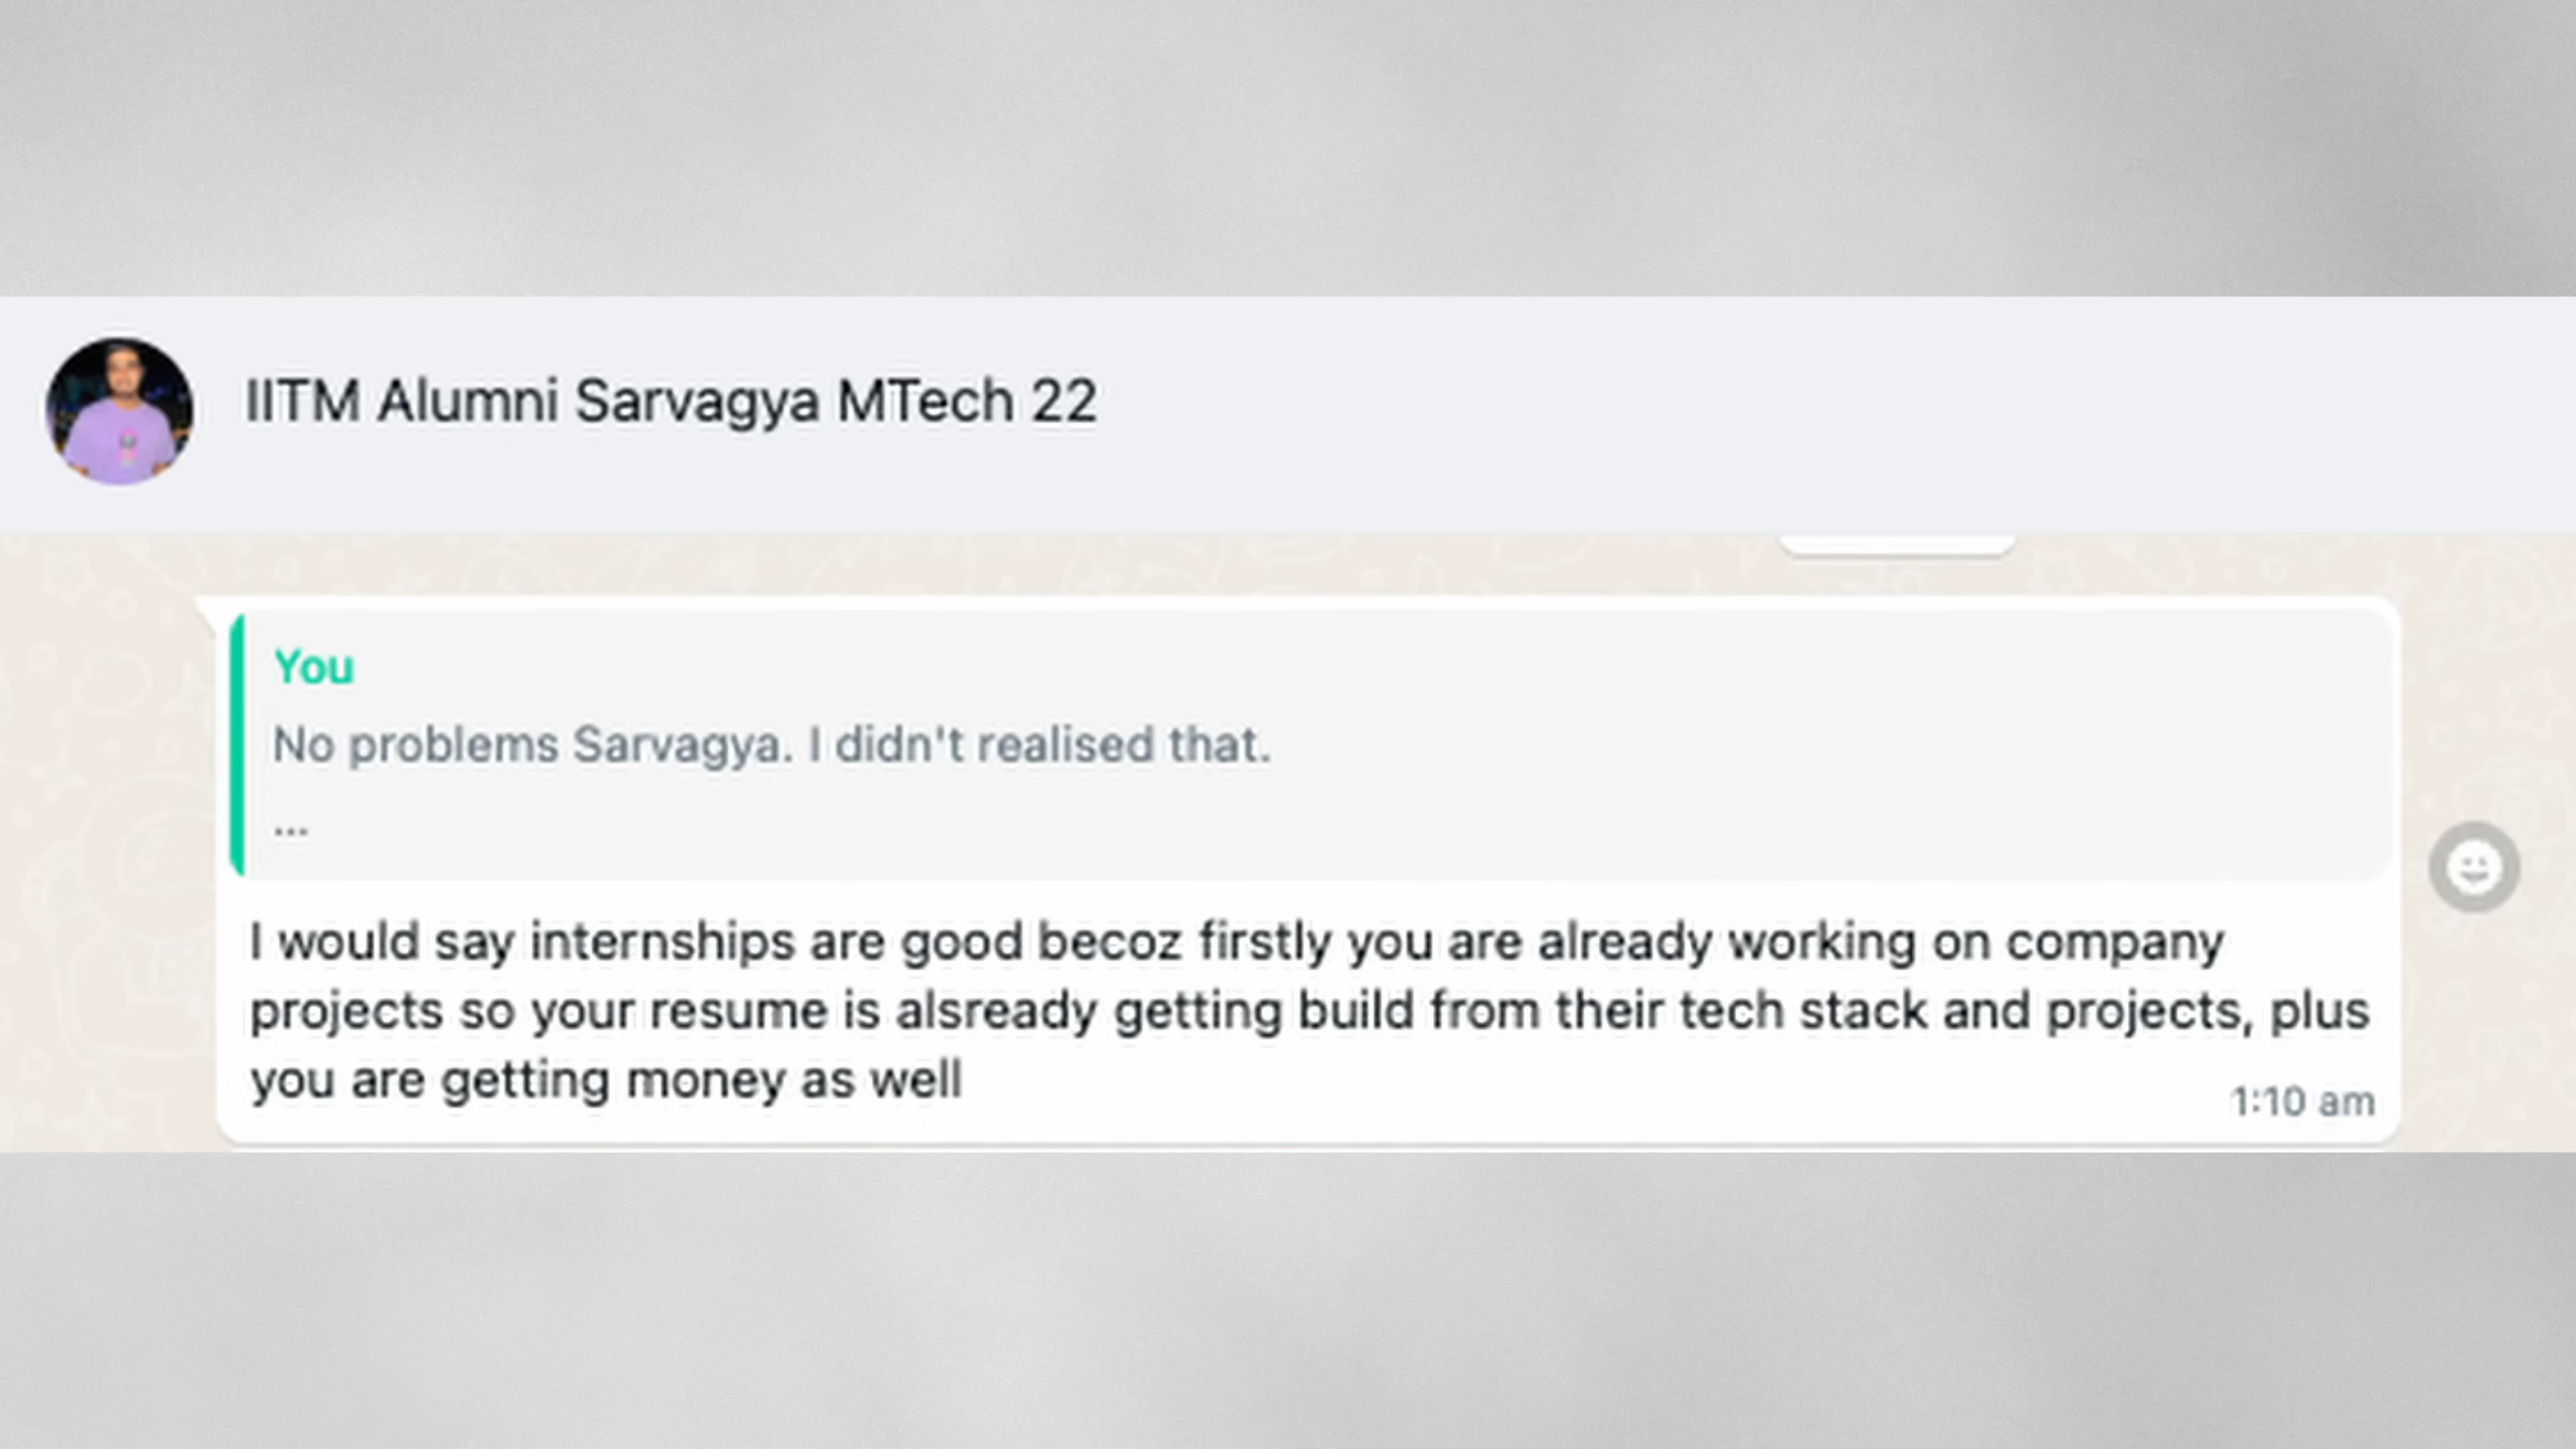 IITM Alumni Sarvagya MTech 22
You
No problems Sarvagya. I didn't realised that.
...
I would say internships are good becoz firstly you are already working on company
projects so your resume is alsready getting build from their tech stack and projects, plus
you are getting money as well
1:10 am